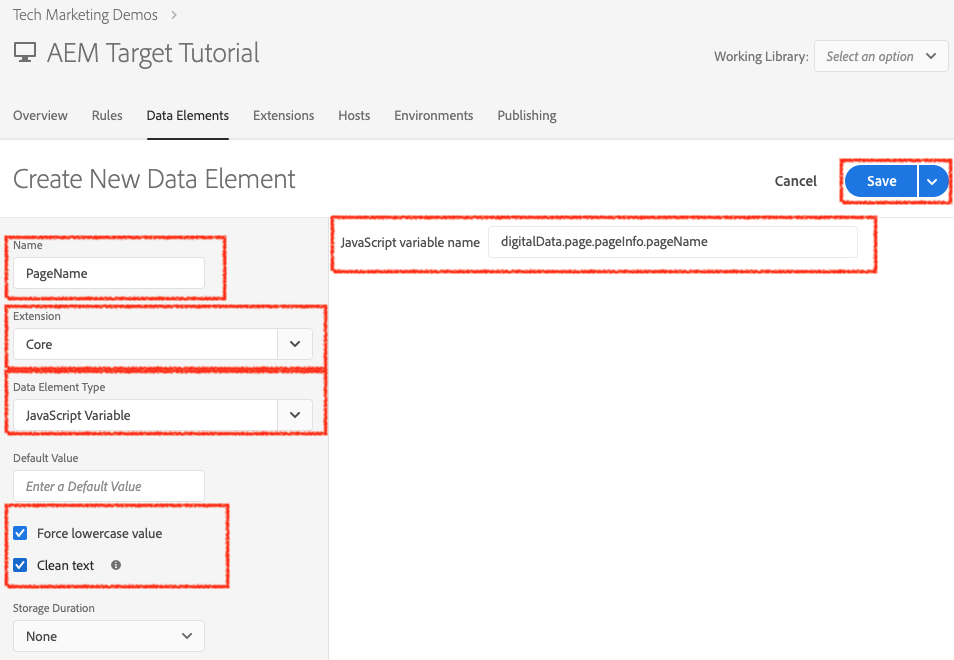 Tech Marketing Demos
AEM Target Tutorial
Working Library: Select an option
Overview Rules Data Elements Extensions Hosts Environments Publishing
Create New Data Element
Cancel Save
Name
PageName
JavaScript variable name digitalData.page.pageInfo.pageName
Extension
Core
Data Element Type
JavaScript Variable
Default Value
Enter a Default Value
Force lowercase value
Clean text
Storage Duration
None